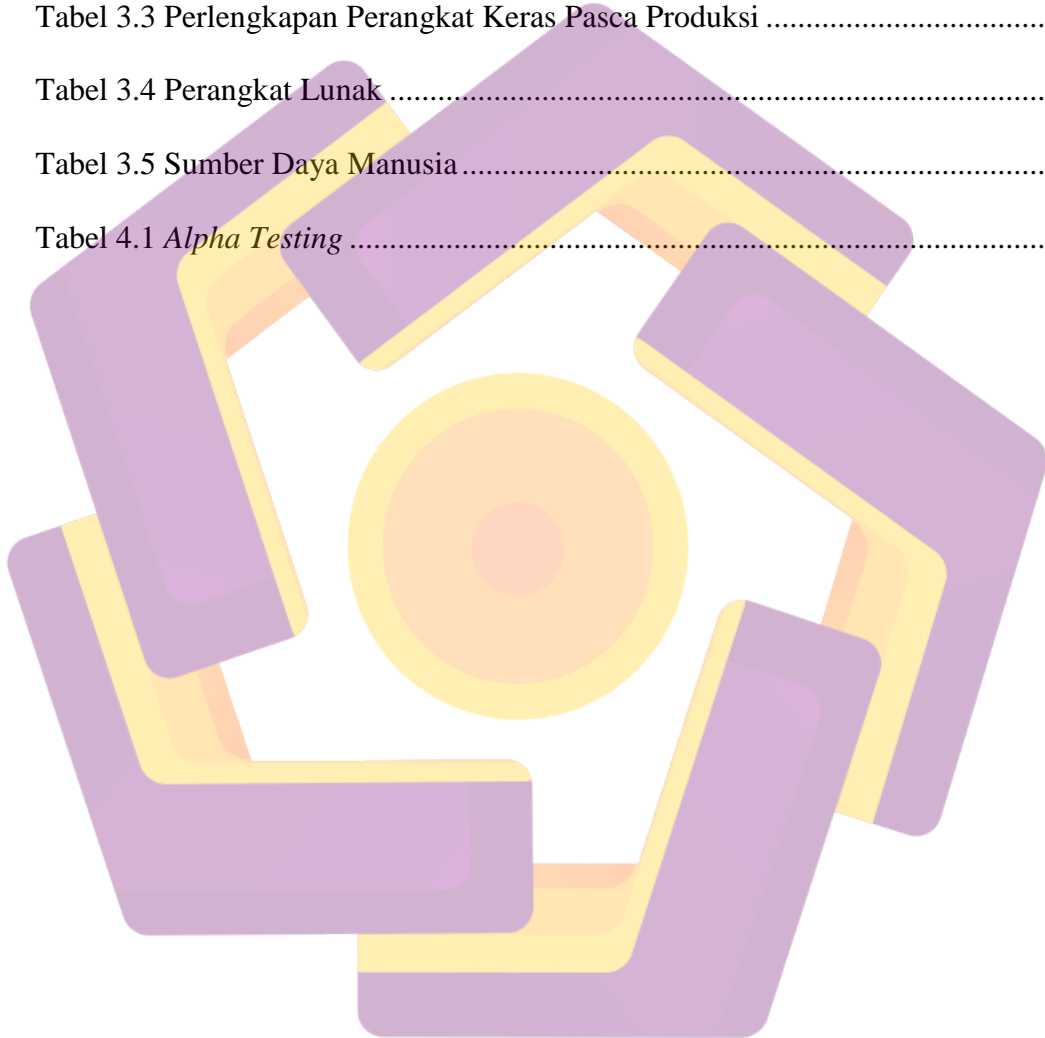 Tabel 3.3 Perlengkapan Perangkat Keras Pasca Produksi ....................................
Tabel 3.4 Perangkat Lunak .....................................................................................
Tabel 3.5 Sumber Daya Manusia ...........................................................................
Tabel 4.1 Alpha Testing ..........................................................................................